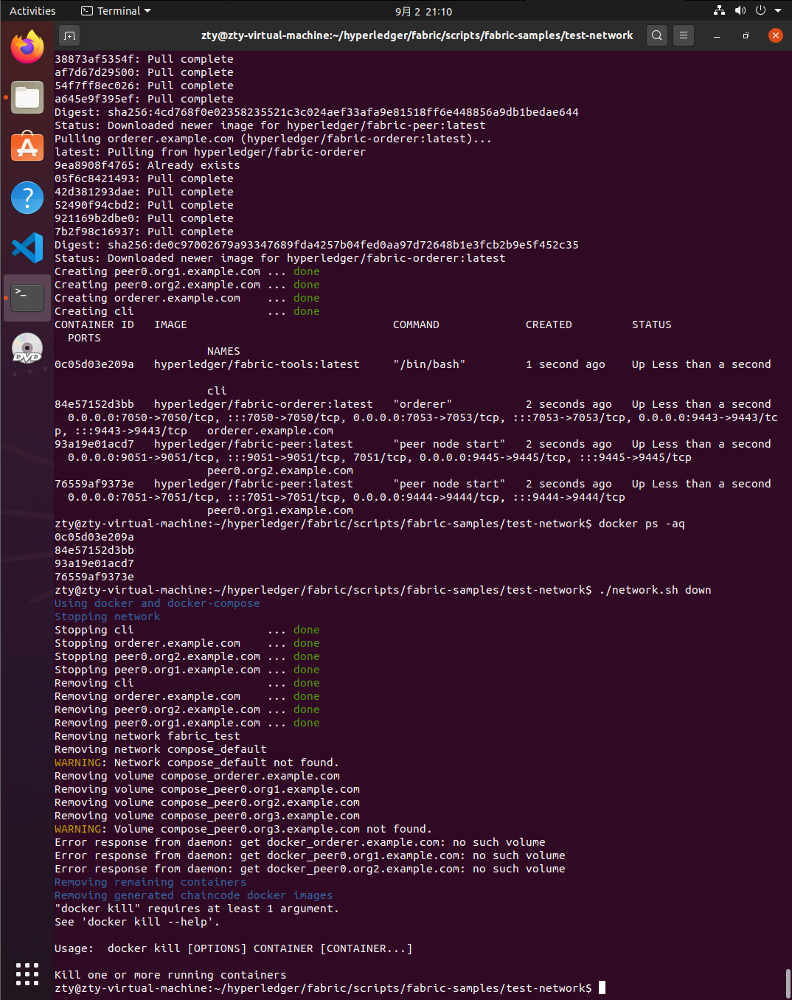 Activities
Terminal
9月 2 21:10
zty@zty-virtual-machine:~/hyperledger/fabric/scripts/fabric-samples/test-network
38873af5354f: Pull complete
af7d67d29500: Pull complete
54f7ff8ec026: Pull complete
a645e9f395ef: Pull complete
Digest: sha256:4cd768f0e02358235521c3c024aef33afa9e81518ff6e448856a9db1bedae644
Status: Downloaded newer image for hyperledger/fabric-peer:latest
Pulling orderer.example.com (hyperledger/fabric-orderer:latest)...
latest: Pulling from hyperledger/fabric-orderer
9ea8908f4765: Already exists
05f6c8421493: Pull complete
42d381293dae: Pull complete
52490f94cbd2: Pull complete
921169b2dbe0: Pull complete
7b2f98c16937: Pull complete
Digest: sha256:de0c97002679a93347689fda4257b04fed0aa97d72648b1e3fcb2b9e5f452c35
Status: Downloaded newer image for hyperledger/fabric-orderer:latest
Creating peer0.org1.example.com ... done
Creating peer0.org2.example.com ... done
Creating orderer.example.com    ... done
Creating cli                    ... done
CONTAINER ID   IMAGE                               COMMAND             CREATED         STATUS
  PORTS
                       NAMES
0c05d03e209a   hyperledger/fabric-tools:latest     "/bin/bash"         1 second ago    Up Less than a second
                       cli
84e57152d3bb   hyperledger/fabric-orderer:latest   "orderer"           2 seconds ago   Up Less than a second
  0.0.0.0:7050->7050/tcp, :::7050->7050/tcp, 0.0.0.0:7053->7053/tcp, :::7053->7053/tcp, 0.0.0.0:9443->9443/tc
p, :::9443->9443/tcp   orderer.example.com
93a19e01acd7   hyperledger/fabric-peer:latest      "peer node start"   2 seconds ago   Up Less than a second
  0.0.0.0:9051->9051/tcp, :::9051->9051/tcp, 7051/tcp, 0.0.0.0:9445->9445/tcp, :::9445->9445/tcp
                       peer0.org2.example.com
76559af9373e   hyperledger/fabric-peer:latest      "peer node start"   2 seconds ago   Up Less than a second
  0.0.0.0:7051->7051/tcp, :::7051->7051/tcp, 0.0.0.0:9444->9444/tcp, :::9444->9444/tcp
                       peer0.org1.example.com
zty@zty-virtual-machine:~/hyperledger/fabric/scripts/fabric-samples/test-network$ docker ps -aq
0c05d03e209a
84e57152d3bb
93a19e01acd7
76559af9373e
zty@zty-virtual-machine:~/hyperledger/fabric/scripts/fabric-samples/test-network$ ./network.sh down
Using docker and docker-compose
Stopping network
Stopping cli                    ... done
Stopping orderer.example.com    ... done
Stopping peer0.org2.example.com ... done
Stopping peer0.org1.example.com ... done
Removing cli                    ... done
Removing orderer.example.com    ... done
Removing peer0.org2.example.com ... done
Removing peer0.org1.example.com ... done
Removing network fabric_test
Removing network compose_default
WARNING: Network compose_default not found.
Removing volume compose_orderer.example.com
Removing volume compose_peer0.org1.example.com
Removing volume compose_peer0.org2.example.com
Removing volume compose_peer0.org3.example.com
WARNING: Volume compose_peer0.org3.example.com not found.
Error response from daemon: get docker_orderer.example.com: no such volume
Error response from daemon: get docker_peer0.org1.example.com: no such volume
Error response from daemon: get docker_peer0.org2.example.com: no such volume
Removing remaining containers
Removing generated chaincode docker images
"docker kill" requires at least 1 argument.
See 'docker kill --help'.
Usage:  docker kill [OPTIONS] CONTAINER [CONTAINER...]
Kill one or more running containers
zty@zty-virtual-machine:~/hyperledger/fabric/scripts/fabric-samples/test-network$
DVD